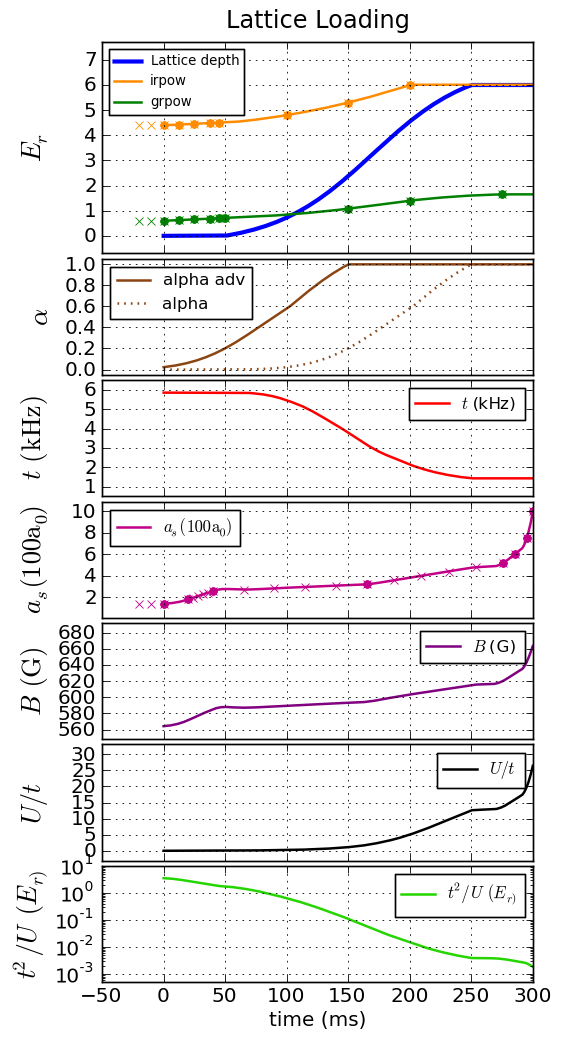 Lattice Loading
E_r
7
6
5
4
3
2
1
0
Lattice depth
irpow
grpow
α
1.0
0.8
0.6
0.4
0.2
0.0
alpha adv
alpha
t (kHz)
6
5
4
3
2
1
t (kHz)
a_s (100a_0)
10
8
6
4
2
a_s (100a_0)
B (G)
680
660
640
620
600
580
560
B (G)
U/t
30
25
20
15
10
5
0
U/t
t^2/U (E_r)
10^1
10^0
10^-1
10^-2
10^-3
t^2/U (E_r)
−50 0 50 100 150 200 250 300
time (ms)